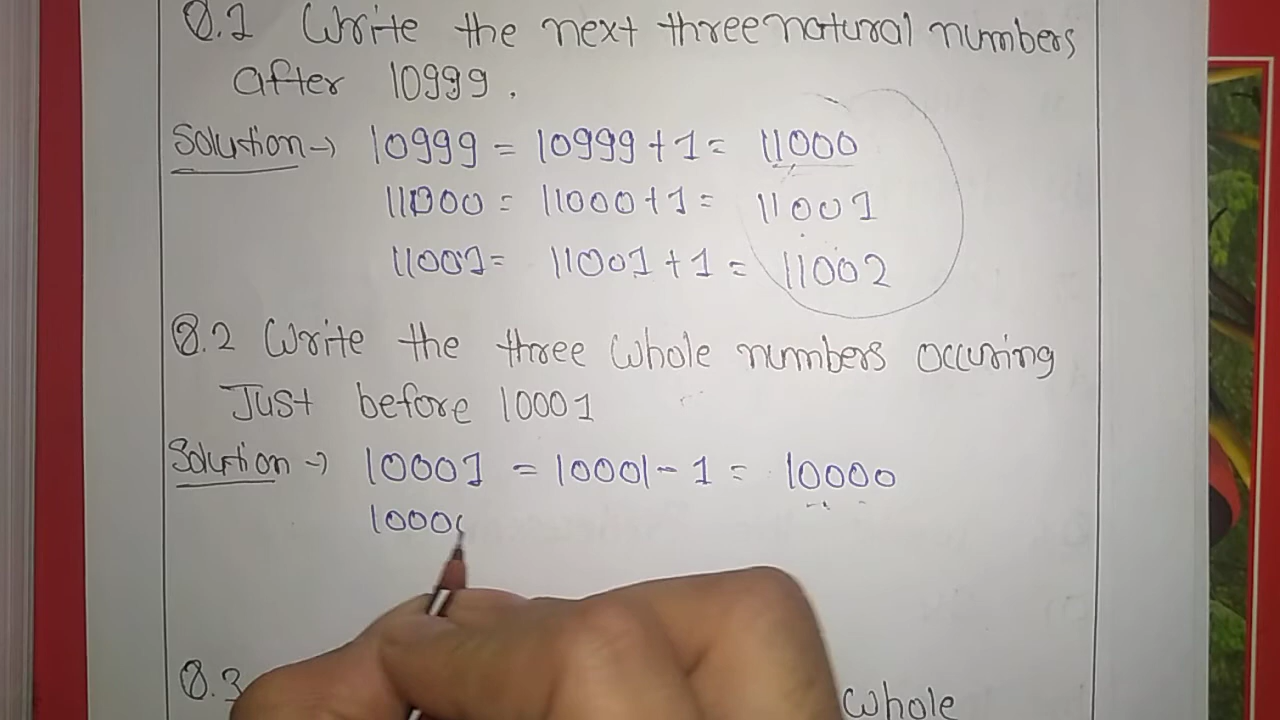 Q.1 Write the next three natural numbers
after 10999.
Solution → 10999 = 10999 + 1 = 11000
11000 = 11000 + 1 = 11001
11001 = 11001 + 1 = 11002
Q.2 Write the three whole numbers occuring
Just before 10001
Solution → 10001 = 10001 - 1 = 10000
1000
Q.3 whole